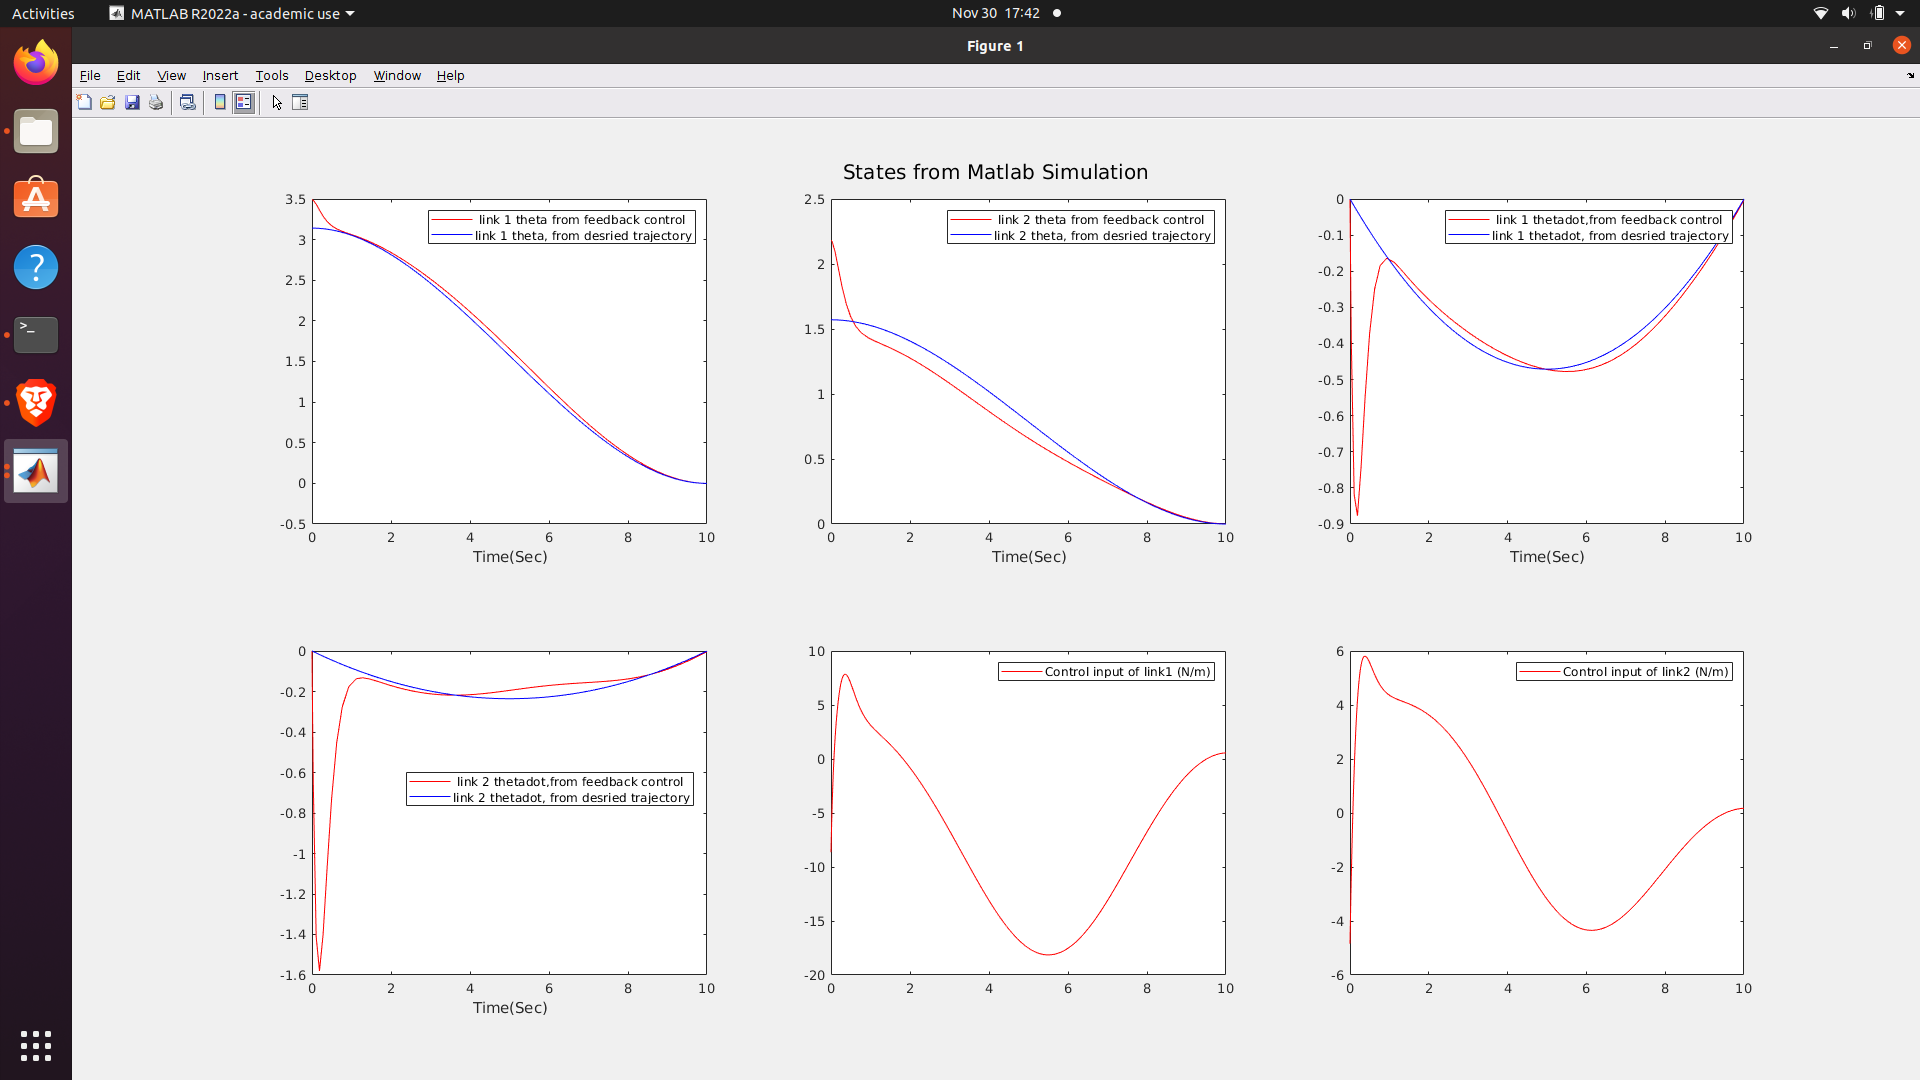 Activities MATLAB R2022a - academic use Nov 30 17:42
Figure 1
File Edit View Insert Tools Desktop Window Help
States from Matlab Simulation
link 1 theta from feedback control
link 1 theta, from desried trajectory
3.5
3
2.5
2
1.5
1
0.5
0
-0.5
0 2 4 6 8 10
Time(Sec)
link 2 theta from feedback control
link 2 theta, from desried trajectory
2.5
2
1.5
1
0.5
0
0 2 4 6 8 10
Time(Sec)
link 1 thetadot,from feedback control
link 1 thetadot, from desried trajectory
0
-0.1
-0.2
-0.3
-0.4
-0.5
-0.6
-0.7
-0.8
-0.9
0 2 4 6 8 10
Time(Sec)
0
-0.2
-0.4
-0.6
-0.8
-1
-1.2
-1.4
-1.6
link 2 thetadot,from feedback control
link 2 thetadot, from desried trajectory
0 2 4 6 8 10
Time(Sec)
Control input of link1 (N/m)
10
5
0
-5
-10
-15
-20
0 2 4 6 8 10
Control input of link2 (N/m)
6
4
2
0
-2
-4
-6
0 2 4 6 8 10